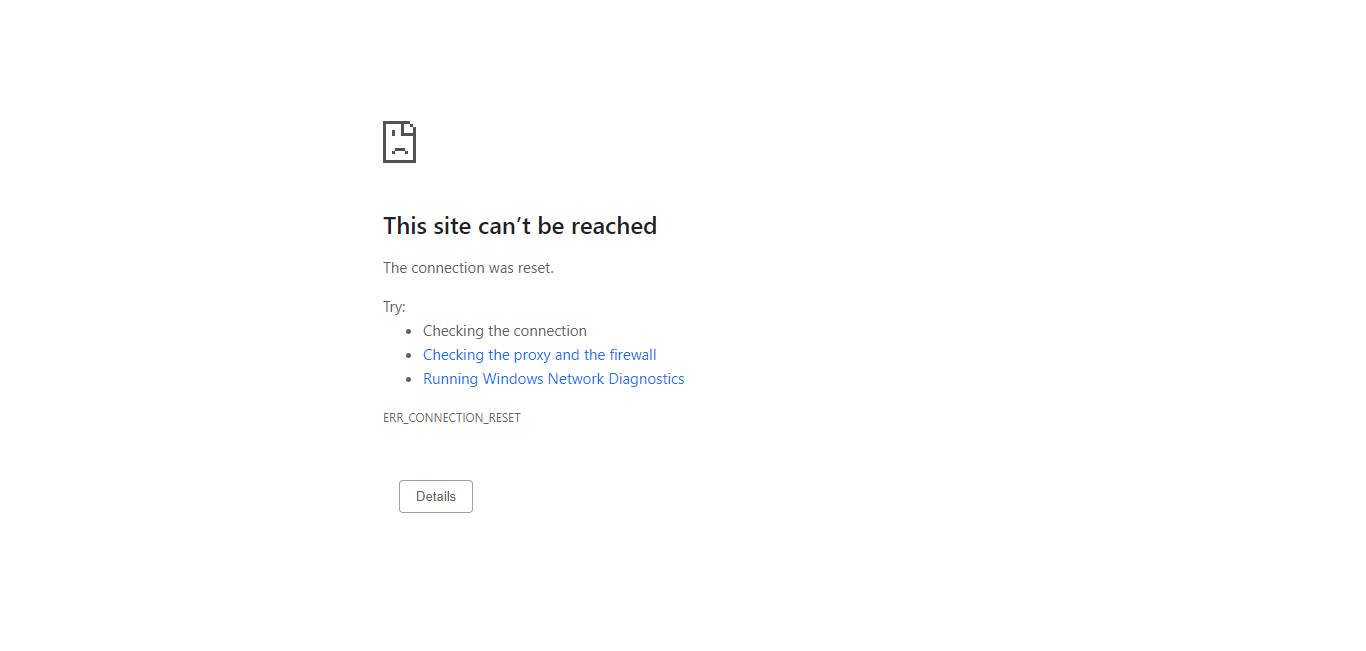 This site can’t be reached
The connection was reset.
Try:
Checking the connection
Checking the proxy and the firewall
Running Windows Network Diagnostics
ERR_CONNECTION_RESET
Details